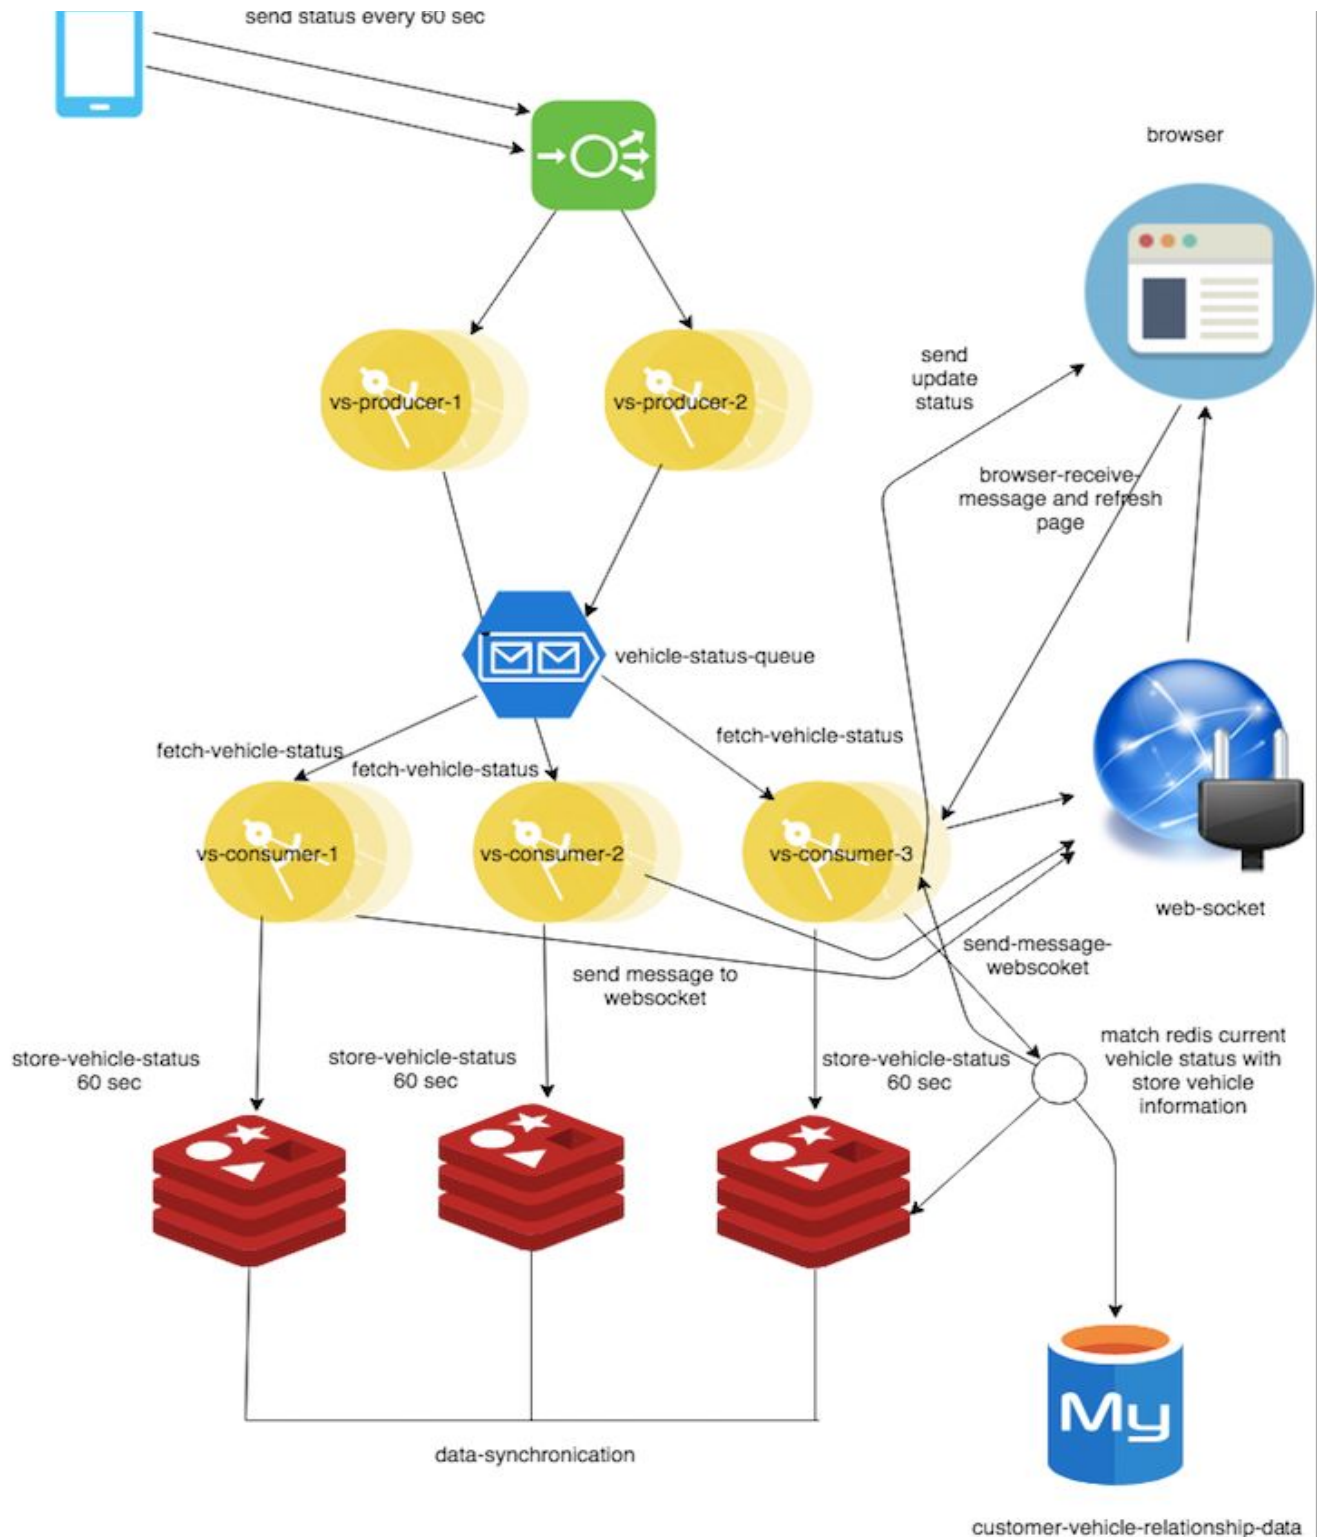 send status every 60 sec
browser
send
update
status
vs-producer-1
vs-producer-2
browser-receive-
message and refresh
page
vehicle-status-queue
fetch-vehicle-status
fetch-vehicle-status
fetch-vehicle-status
vs-consumer-1
vs-consumer-2
vs-consumer-3
web-socket
send-message-
webscoket
send message to
websocket
store-vehicle-status
60 sec
store-vehicle-status
60 sec
store-vehicle-status
60 sec
match redis current
vehicle status with
store vehicle
information
My
data-synchronication
customer-vehicle-relationship-data